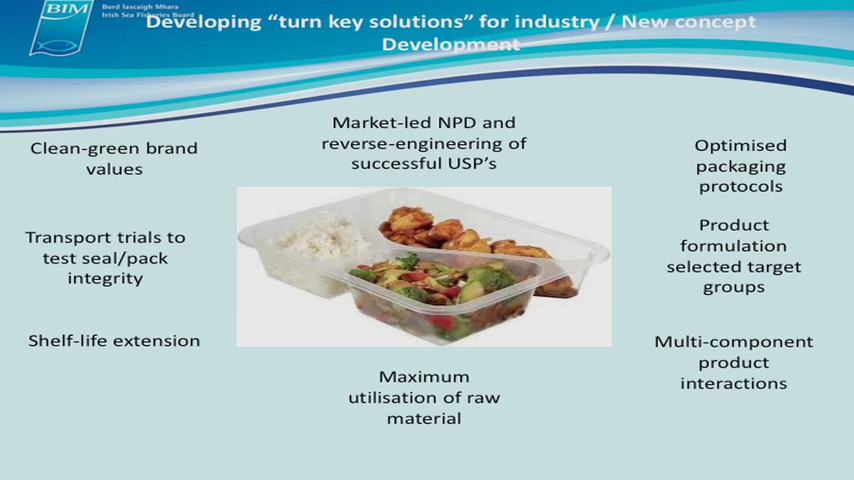 BIM
Bord Iascaigh Mhara
Irish Sea Fisheries Board
Developing “turn key solutions” for industry / New concept
Development
Market-led NPD and
reverse-engineering of
successful USP’s
Clean-green brand
values
Optimised
packaging
protocols
Transport trials to
test seal/pack
integrity
Product
formulation
selected target
groups
Shelf-life extension
Multi-component
product
interactions
Maximum
utilisation of raw
material